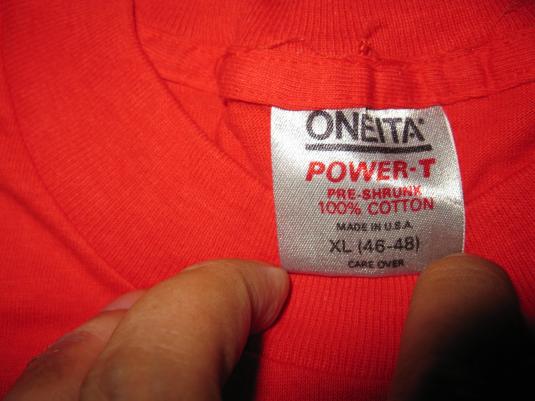 ONEITA
POWER-T
PRE-SHRUNK
100% COTTON
MADE IN U.S.A.
XL (46-48)
CARE OVER